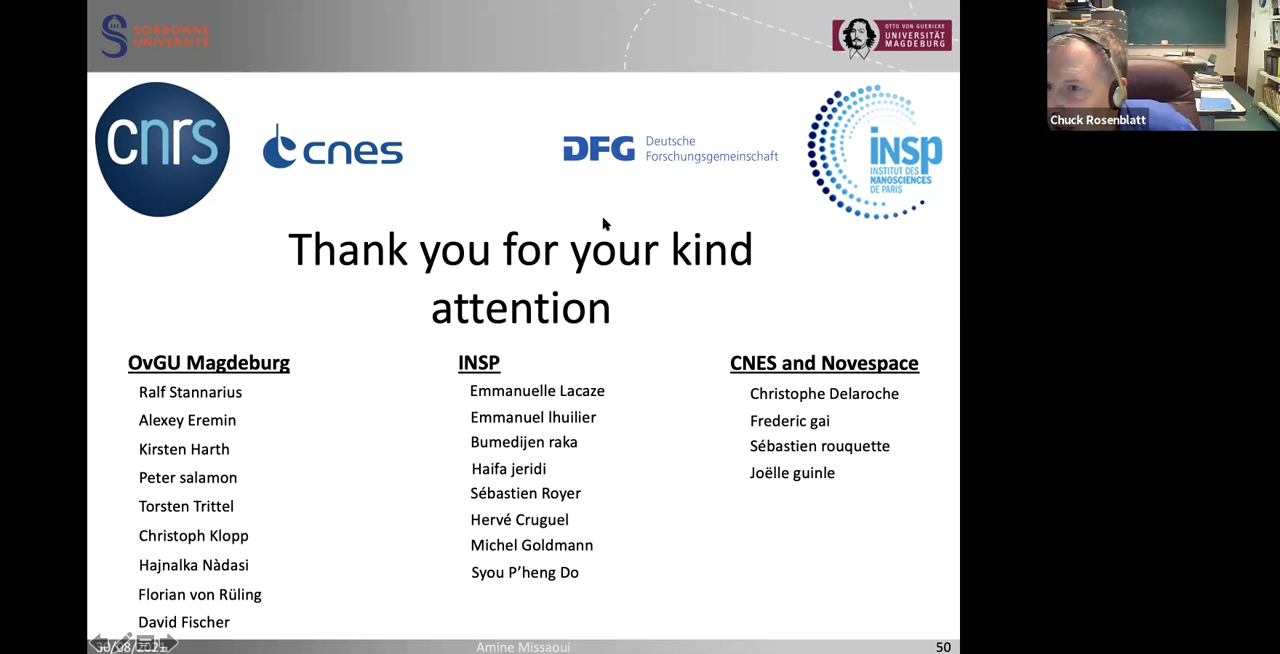 SORBONNE
UNIVERSITÉ
OTTO VON GUERICKE
UNIVERSITÄT
MAGDEBURG
cnrs
cnes
DFG Deutsche
Forschungsgemeinschaft
insp
INSTITUT DES
NANOSCIENCES
DE PARIS
Chuck Rosenblatt
Thank you for your kind
attention
OvGU Magdeburg
Ralf Stannarius
Alexey Eremin
Kirsten Harth
Peter salamon
Torsten Trittel
Christoph Klopp
Hajnalka Nàdasi
Florian von Rüling
David Fischer
INSP
Emmanuelle Lacaze
Emmanuel lhuilier
Bumedijen raka
Haifa jeridi
Sébastien Royer
Hervé Cruguel
Michel Goldmann
Syou P’heng Do
CNES and Novespace
Christophe Delaroche
Frederic gai
Sébastien rouquette
Joëlle guinle
30/08/2021
Amine Missaoui
50